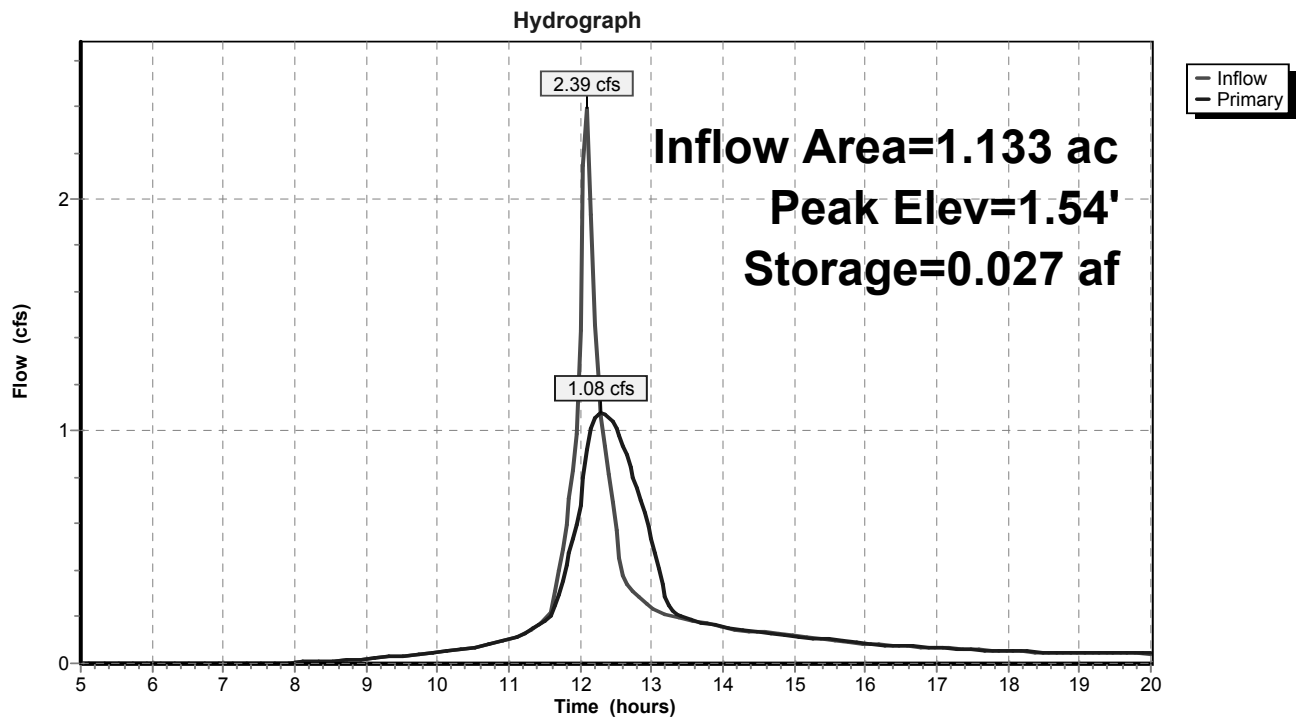 Hydrograph
Inflow
Primary
2.39 cfs
Inflow Area=1.133 ac
Peak Elev=1.54'
Storage=0.027 af
1.08 cfs
Flow (cfs)
2
1
0
5 6 7 8 9 10 11 12 13 14 15 16 17 18 19 20
Time (hours)